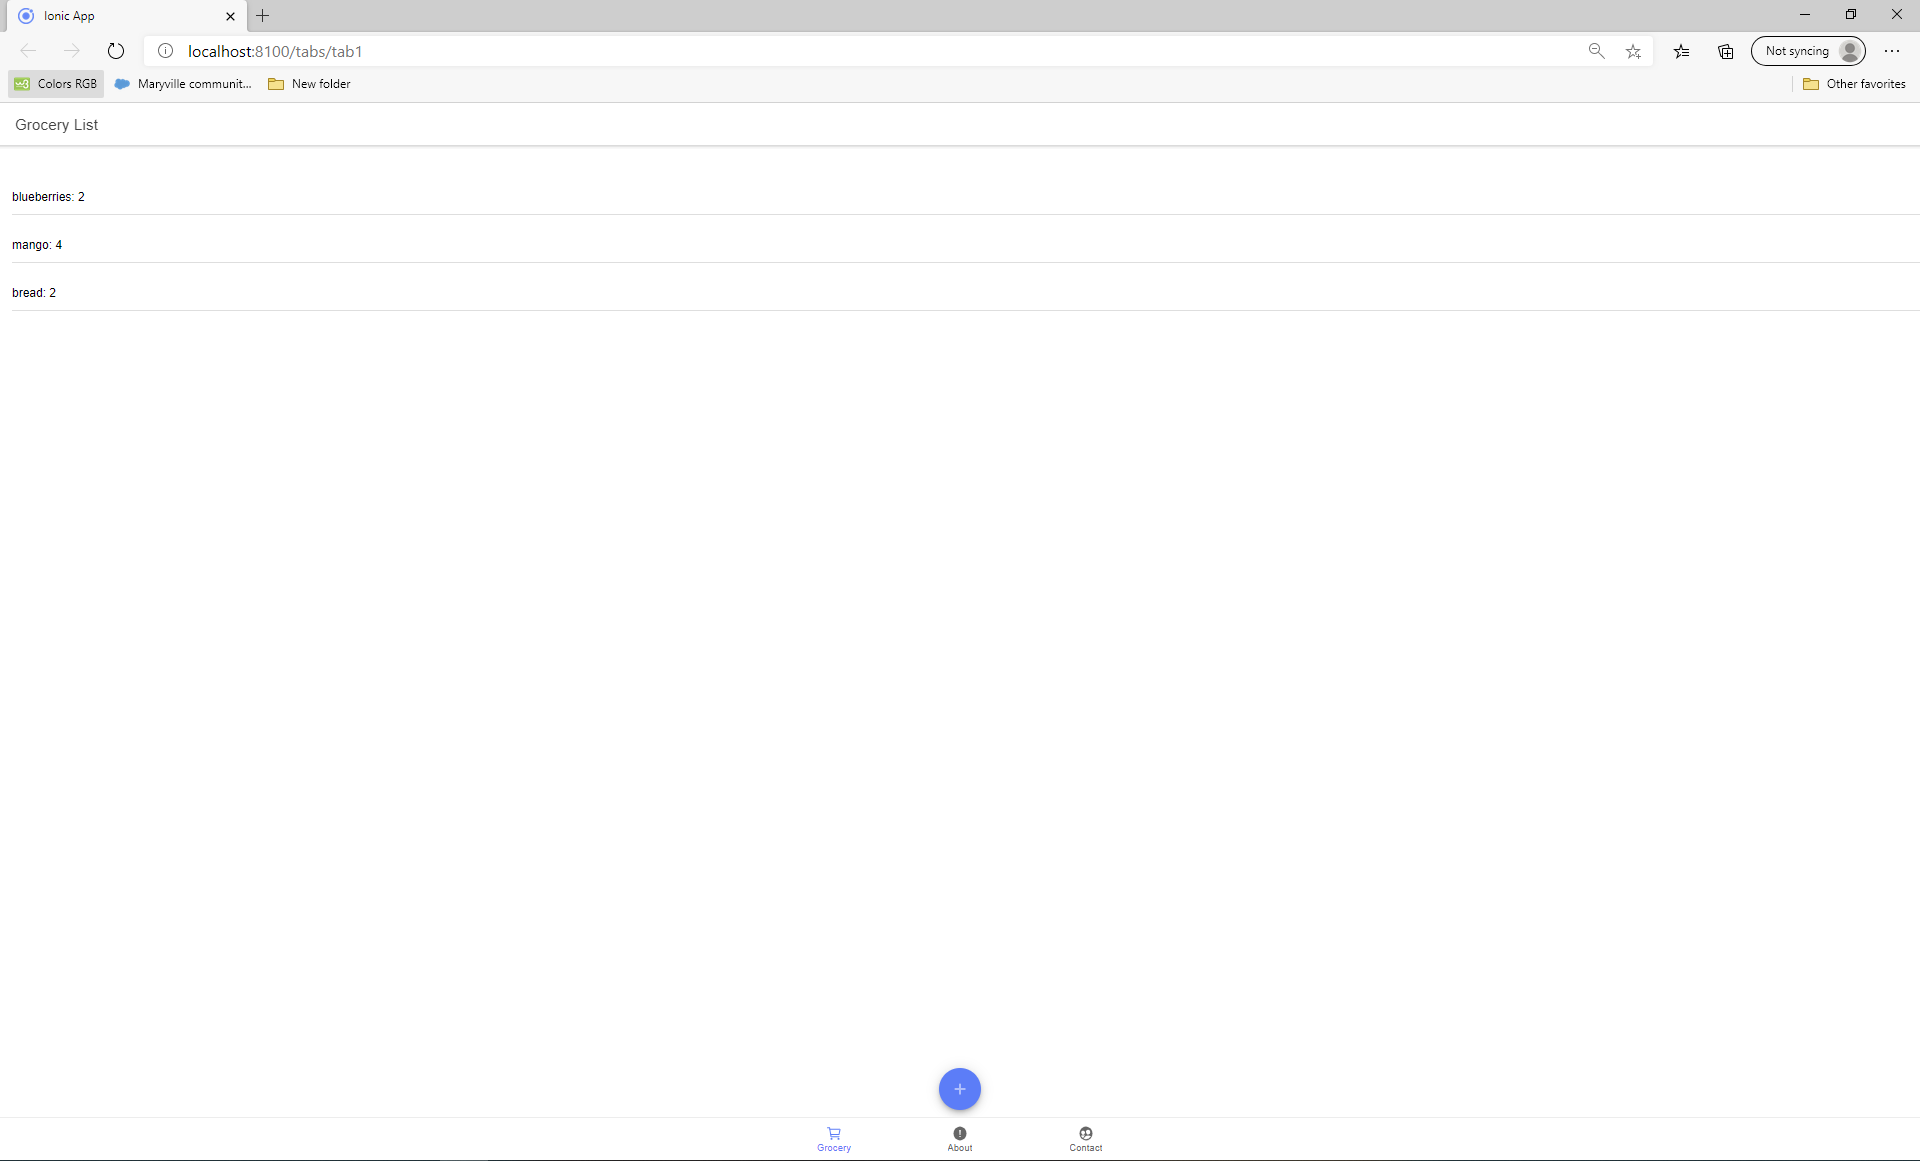 Ionic App
localhost:8100/tabs/tab1
Not syncing
Colors RGB
Maryville communit...
New folder
Other favorites
Grocery List
blueberries: 2
mango: 4
bread: 2
Grocery
About
Contact